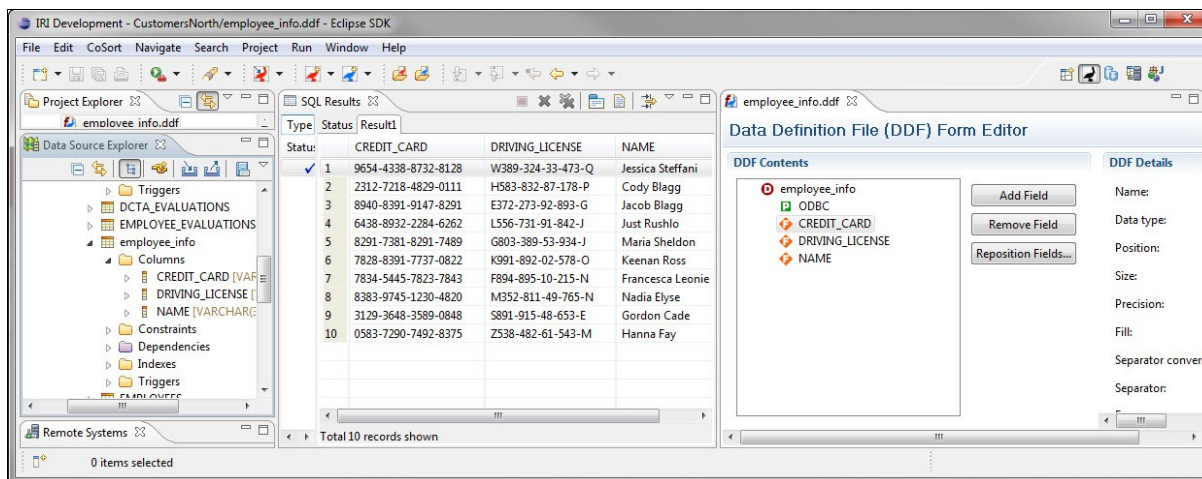 IRI Development - CustomersNorth/employee_info.ddf - Eclipse SDK
File Edit CoSort Navigate Search Project Run Window Help
Project Explorer
employee_info.ddf
Data Source Explorer
Triggers
DCTA_EVALUATIONS
EMPLOYEE_EVALUATIONS
employee_info
Columns
CREDIT_CARD [VAR
DRIVING_LICENSE [
NAME [VARCHAR(
Constraints
Dependencies
Indexes
Triggers
EMPLOYEES
Remote Systems
SQL Results
Type Status Result1
Status CREDIT_CARD DRIVING_LICENSE NAME
1 9654-4338-8732-8128 W389-324-33-473-Q Jessica Steffani
2 2312-7218-4829-0111 H583-832-87-178-P Cody Blagg
3 8940-8391-9147-8291 E372-273-92-893-G Jacob Blagg
4 6438-8932-2284-6262 L556-731-91-842-J Just Rushlo
5 8291-7381-8291-7489 G803-389-53-934-J Maria Sheldon
6 7828-8391-7737-0822 K991-892-02-578-O Keenan Ross
7 7834-5445-7823-7843 F894-895-10-215-N Francesca Leonie
8 8383-9745-1230-4820 M352-811-49-765-N Nadia Elyse
9 3129-3648-3589-0848 S891-915-48-653-E Gordon Cade
10 0583-7290-7492-8375 Z538-482-61-543-M Hanna Fay
Total 10 records shown
employee_info.ddf
Data Definition File (DDF) Form Editor
DDF Contents
employee_info
ODBC
CREDIT_CARD
DRIVING_LICENSE
NAME
Add Field
Remove Field
Reposition Fields...
DDF Details
Name:
Data type:
Position:
Size:
Precision:
Fill:
Separator conver
Separator:
0 items selected